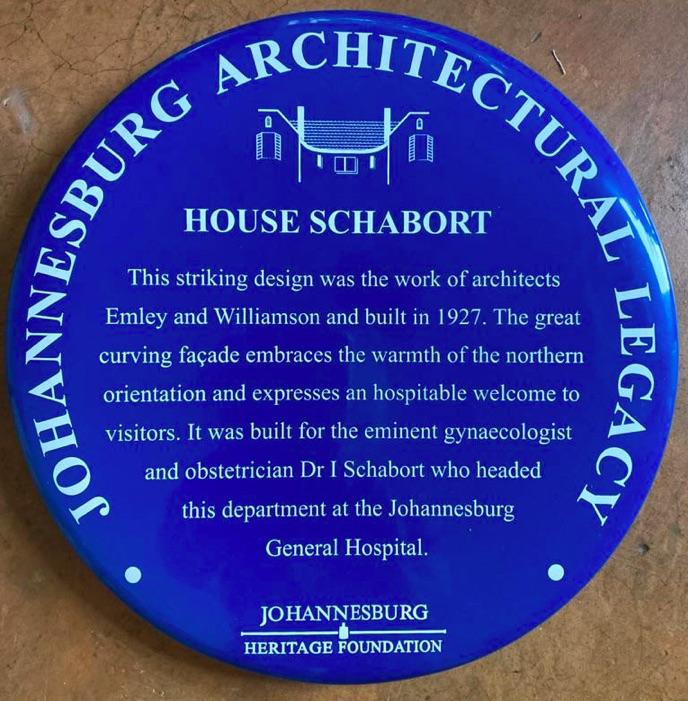 JOHANNESBURG ARCHITECTURAL LEGACY
HOUSE SCHABORT
This striking design was the work of architects
Emley and Williamson and built in 1927. The great
curving façade embraces the warmth of the northern
orientation and expresses an hospitable welcome to
visitors. It was built for the eminent gynaecologist
and obstetrician Dr I Schabort who headed
this department at the Johannesburg
General Hospital.
JOHANNESBURG
HERITAGE FOUNDATION